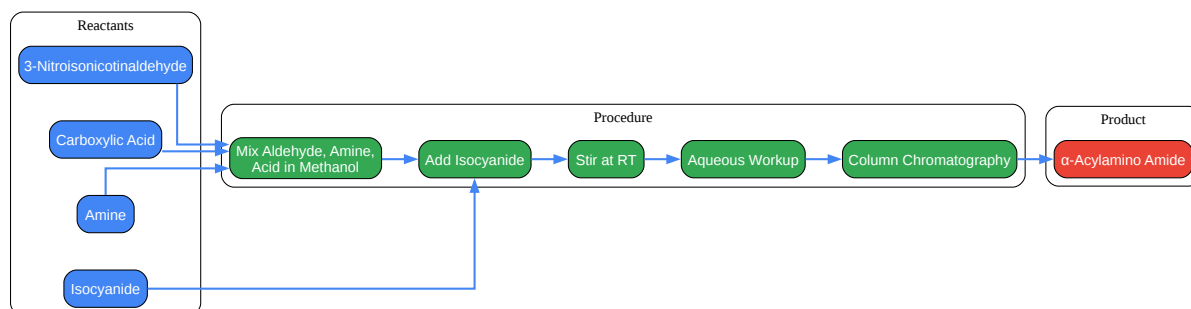 Reactants
3-Nitroisonicotinaldehyde
Carboxylic Acid
Amine
Isocyanide
Procedure
Mix Aldehyde, Amine,
Acid in Methanol
Add Isocyanide
Stir at RT
Aqueous Workup
Column Chromatography
Product
α-Acylamino Amide